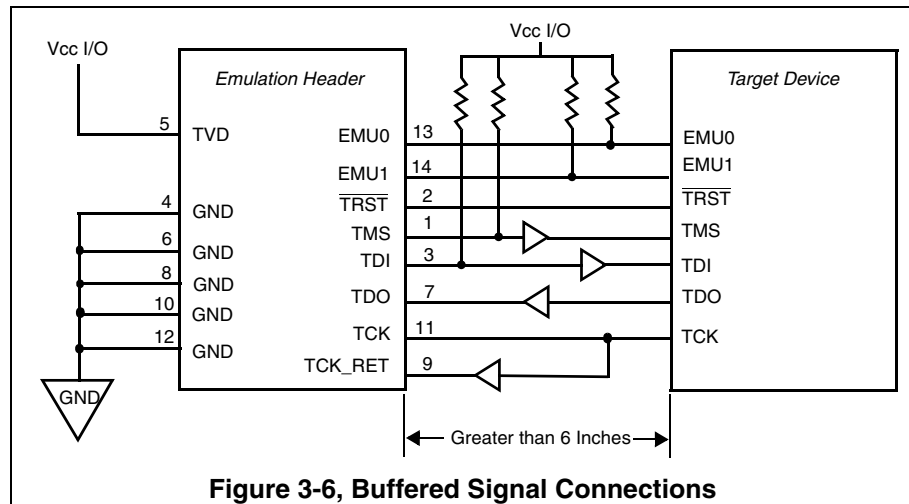 Vcc I/O
Vcc I/O
Emulation Header
Target Device
5
TVD
EMU0
13
EMU0
EMU1
14
EMU1
4
GND
TRST
2
TRST
TMS
1
TMS
6
GND
TDI
3
TDI
8
GND
TDO
7
TDO
10
GND
TCK
11
TCK
12
GND
TCK_RET
9
GND
Greater than 6 Inches
Figure 3-6, Buffered Signal Connections